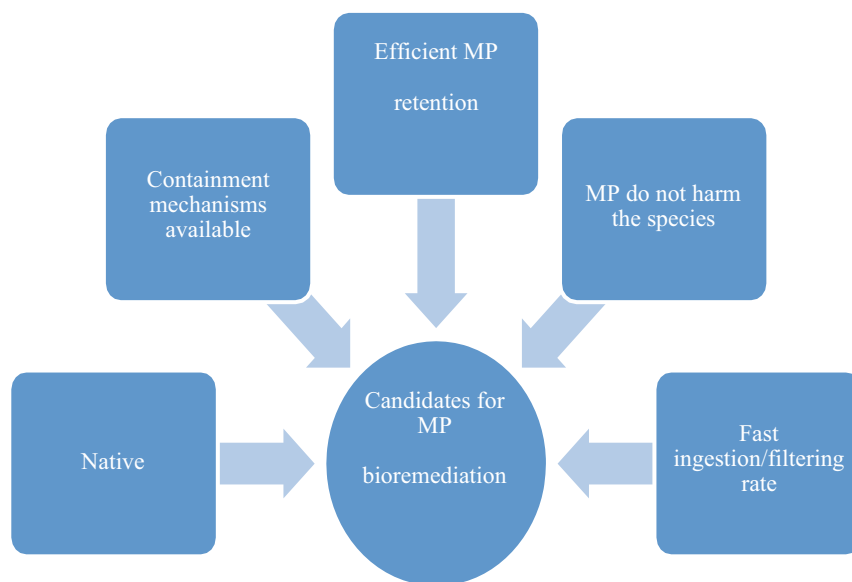 Efficient MP
retention
Containment
mechanisms
available
MP do not harm
the species
Native
Candidates for
MP
bioremediation
Fast
ingestion/filtering
rate